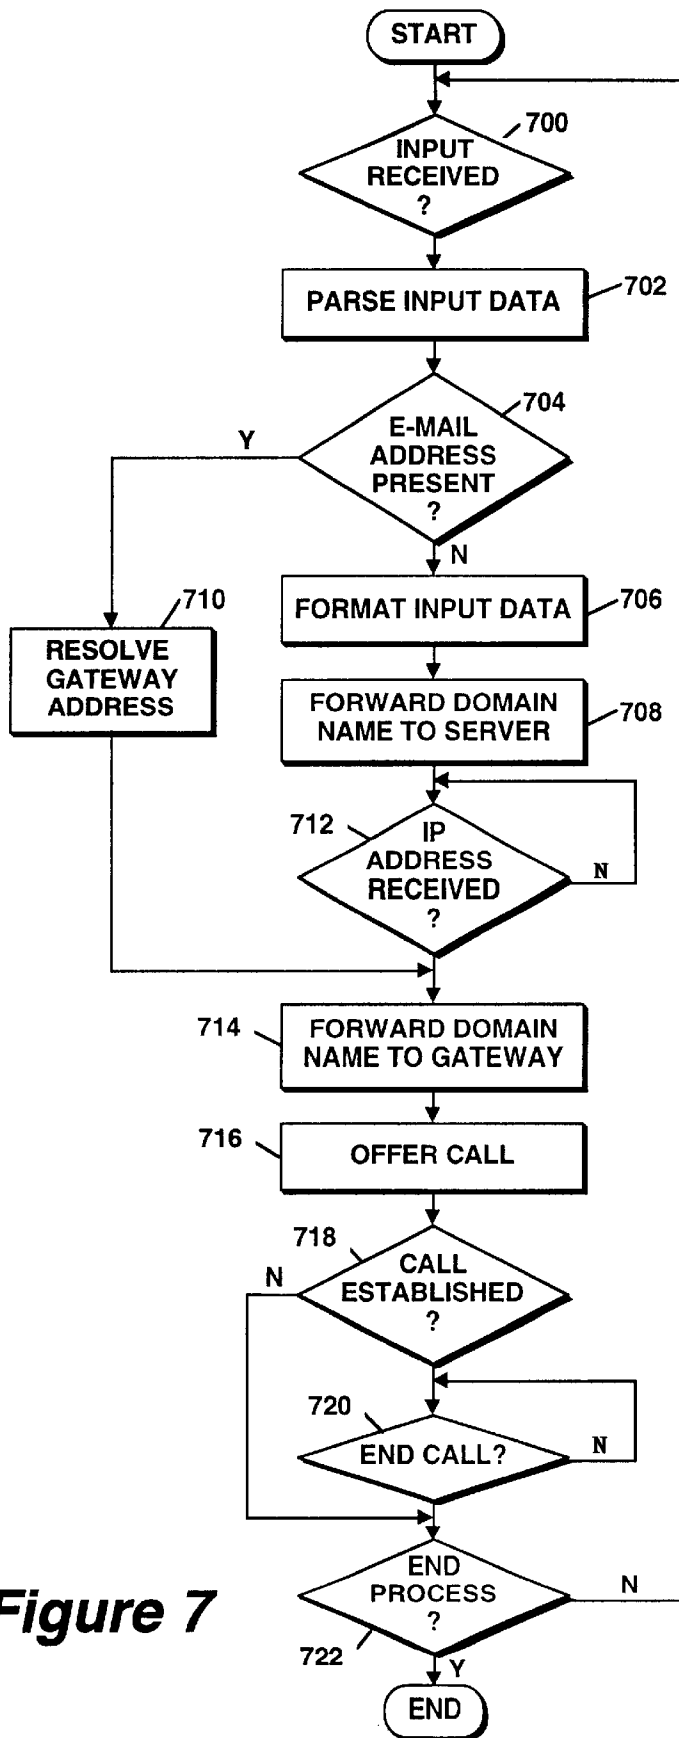 START
700
INPUT
RECEIVED
?
PARSE INPUT DATA
702
704
E-MAIL
ADDRESS
PRESENT
?
Y
N
710
RESOLVE
GATEWAY
ADDRESS
FORMAT INPUT DATA
706
FORWARD DOMAIN
NAME TO SERVER
708
712
IP
ADDRESS
RECEIVED
?
N
714
FORWARD DOMAIN
NAME TO GATEWAY
716
OFFER CALL
718
CALL
ESTABLISHED
?
N
720
END CALL?
N
END
PROCESS
?
N
722
Y
END
Figure 7